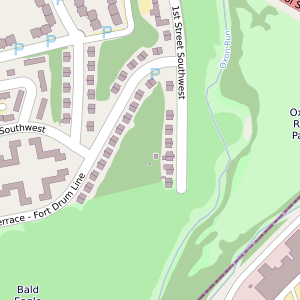 P
P
P
1st Street Southwest
Oxon Run
Southwest
errace - Fort Drum Line
Ox
R
Pa
Bald
Eagle